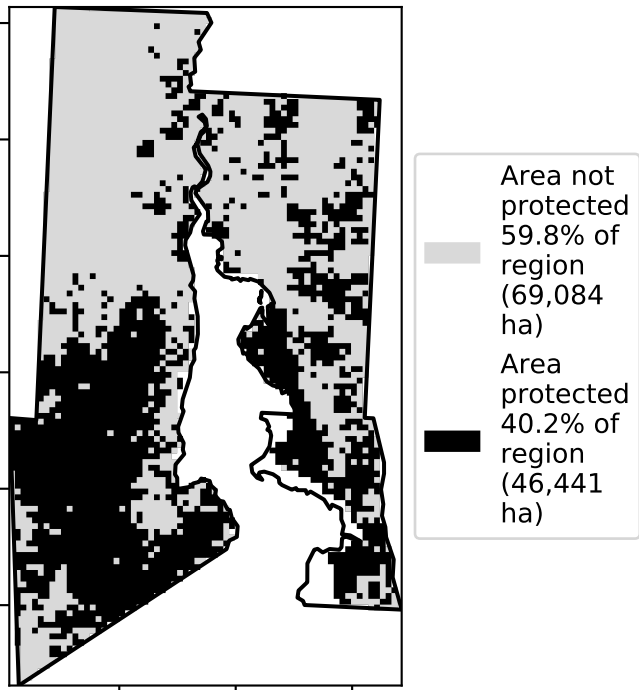 Area not
protected
59.8% of
region
(69,084
ha)
Area
protected
40.2% of
region
(46,441
ha)